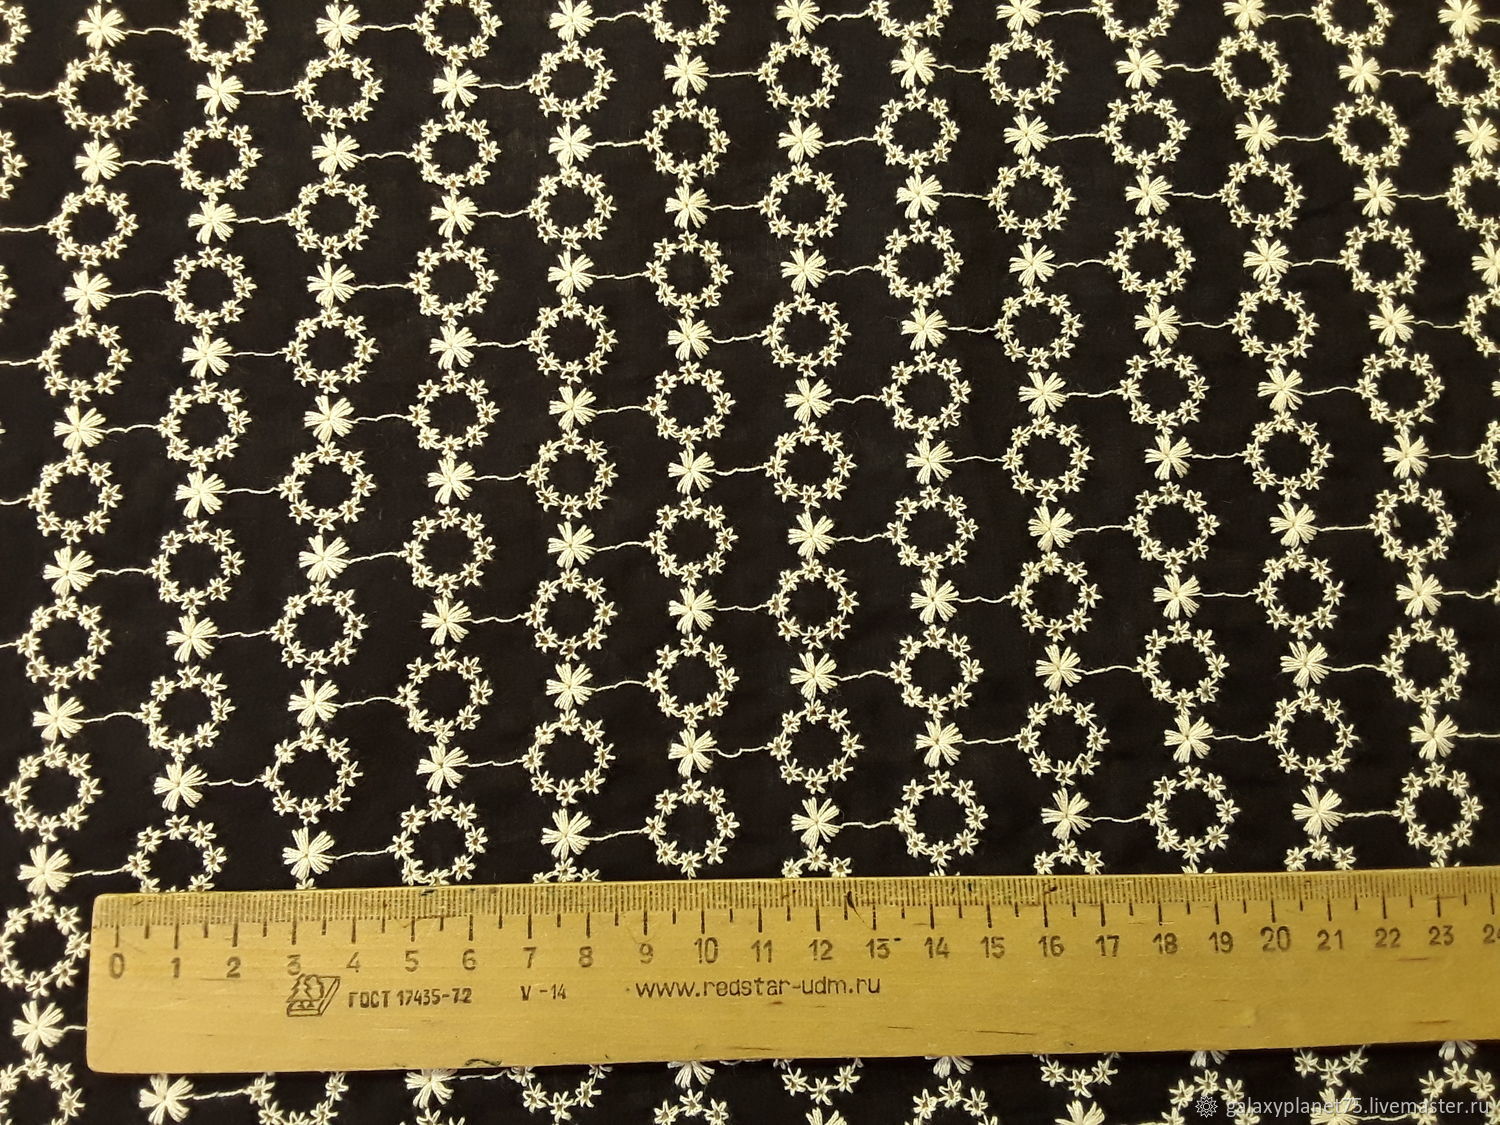 0 1 2 3 4 5 6 7 8 9 10 11 12 13 14 15 16 17 18 19 20 21 22 23 24
ГОСТ 17435-72 V-14 www.redstar-udm.ru
galaxyplanet75.livemaster.ru